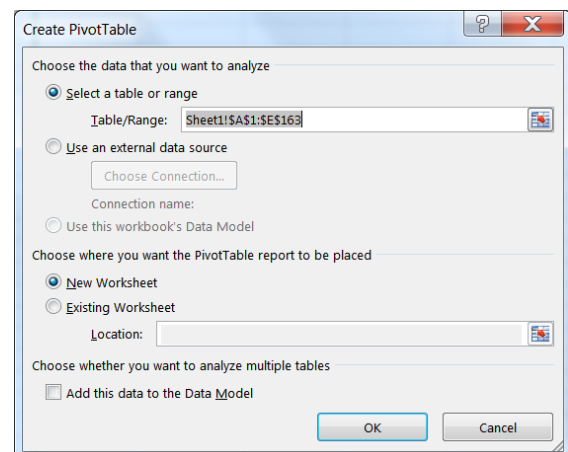 Create PivotTable
?
X
Choose the data that you want to analyze
Select a table or range
Table/Range: Sheet1!$A$1:$E$163
Use an external data source
Choose Connection...
Connection name:
Use this workbook's Data Model
Choose where you want the PivotTable report to be placed
New Worksheet
Existing Worksheet
Location:
Choose whether you want to analyze multiple tables
Add this data to the Data Model
OK Cancel